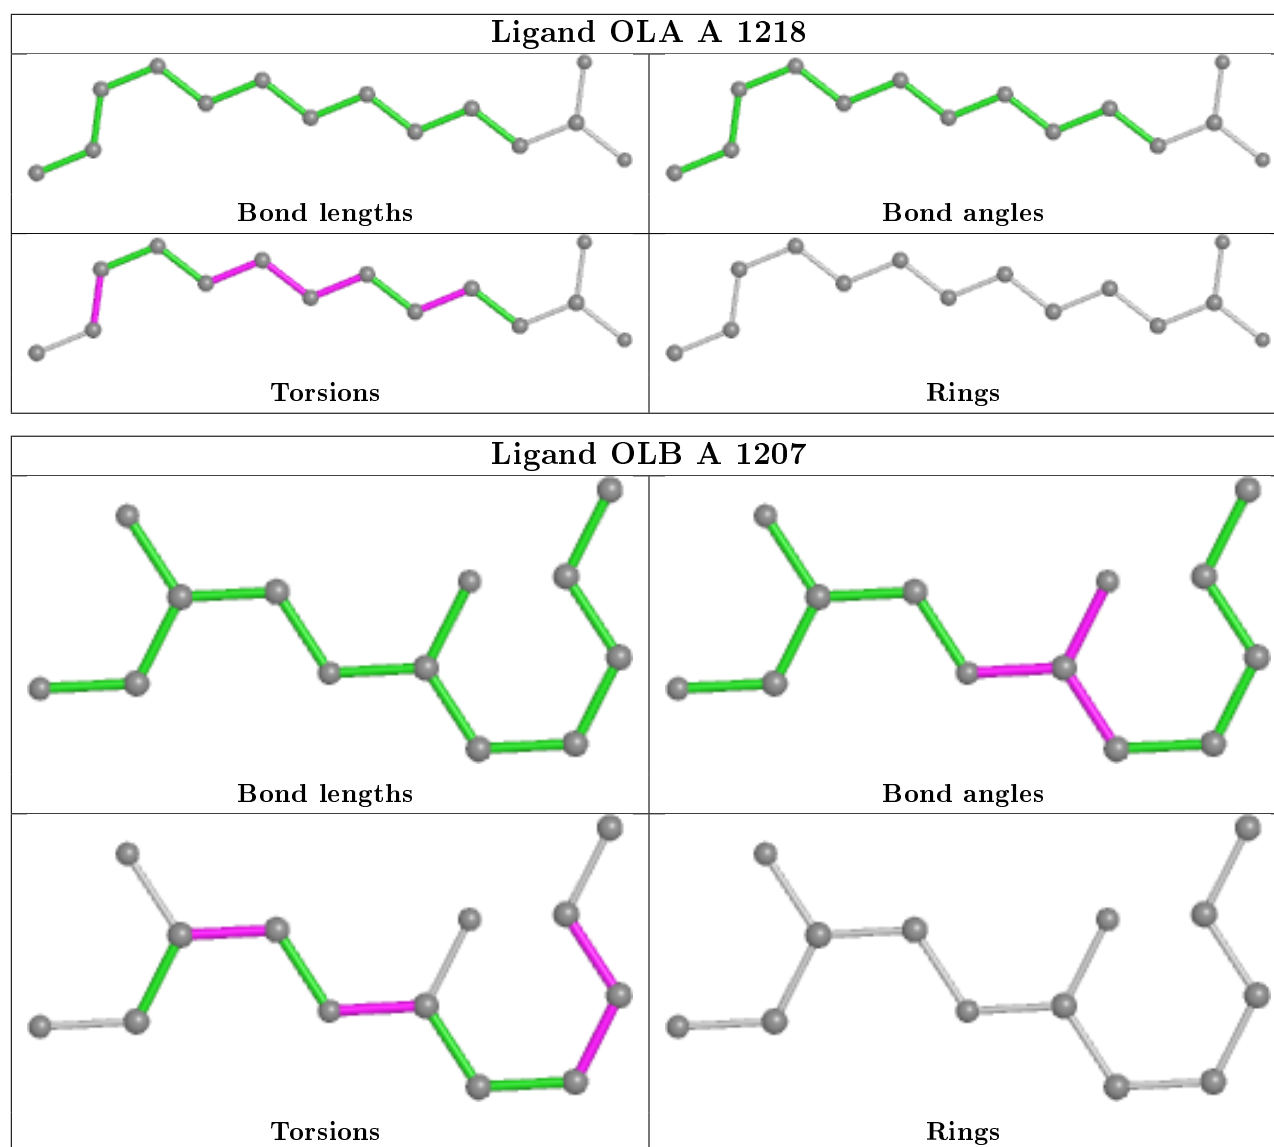 Ligand OLA A 1218
Bond lengths
Bond angles
Torsions
Rings
Ligand OLB A 1207
Bond lengths
Bond angles
Torsions
Rings